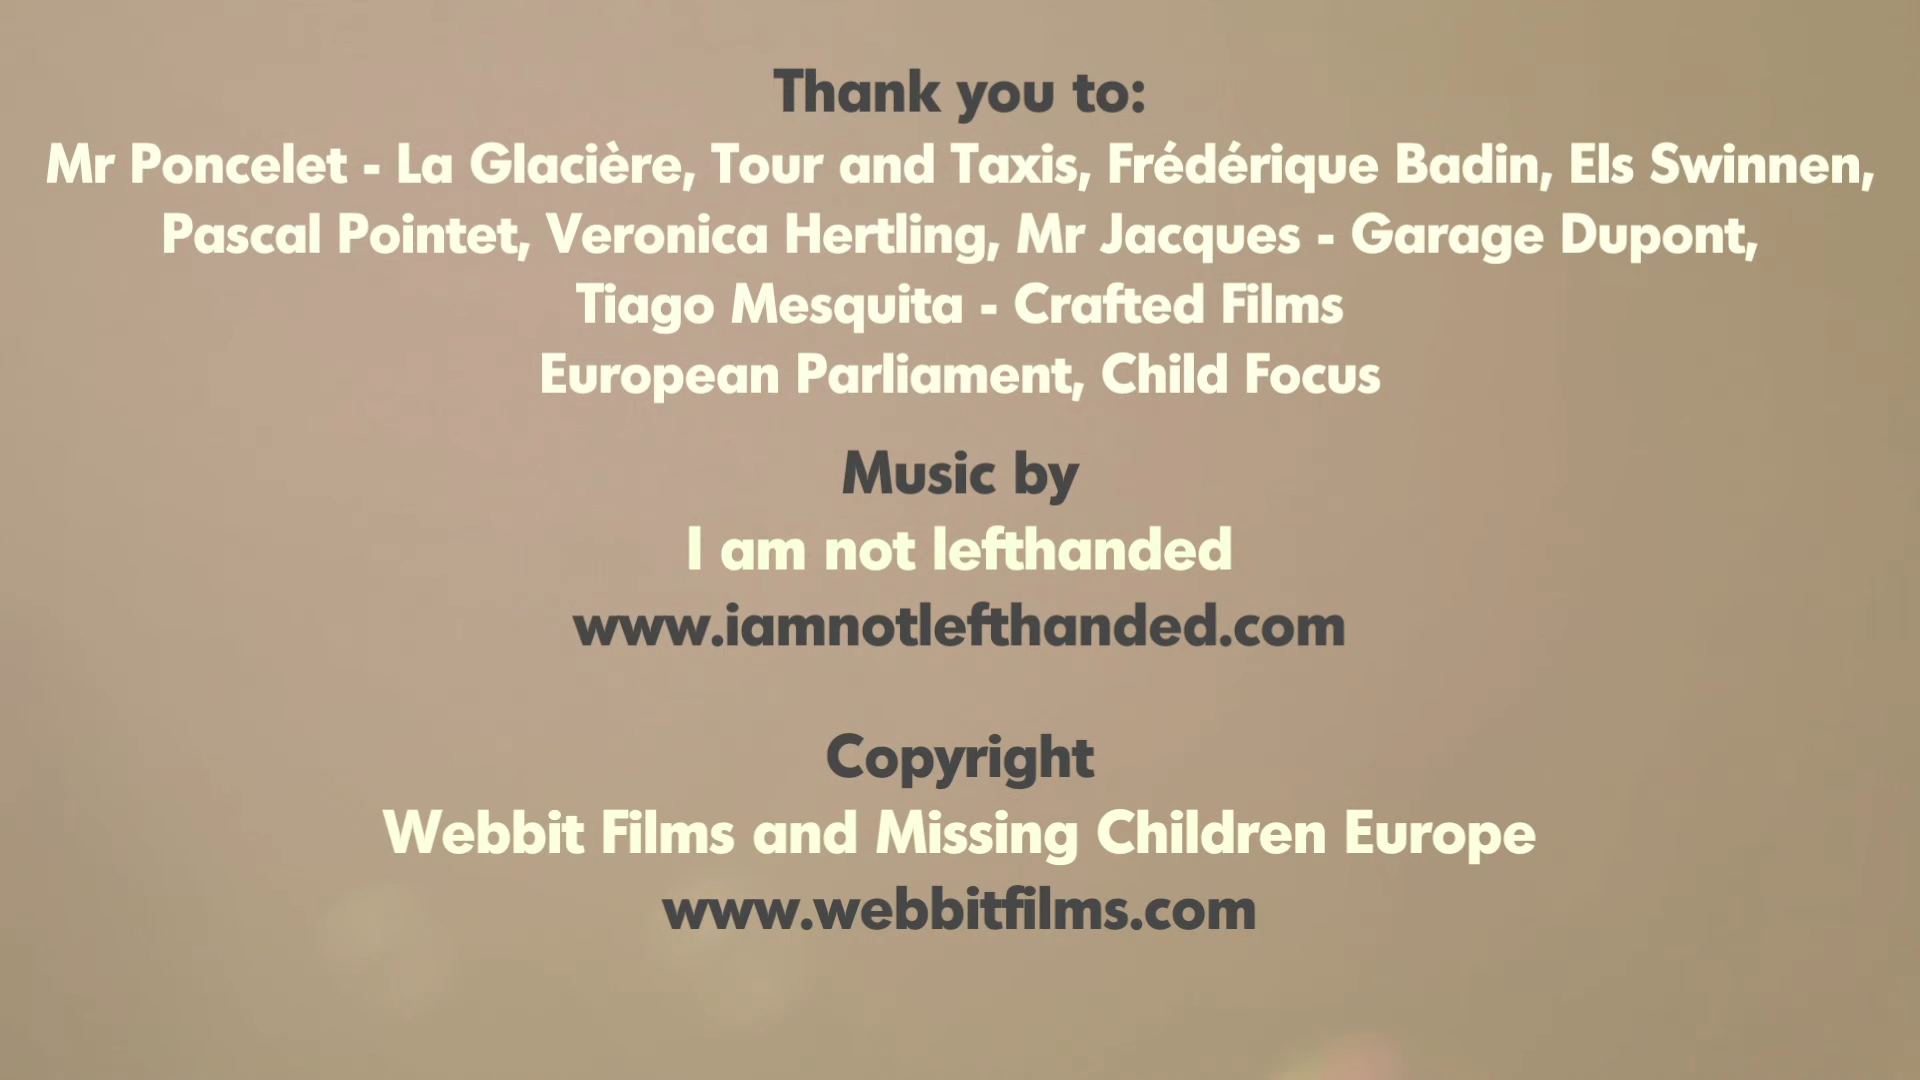 Thank you to:
Mr Poncelet - La Glacière, Tour and Taxis, Frédérique Badin, Els Swinnen,
Pascal Pointet, Veronica Hertling, Mr Jacques - Garage Dupont,
Tiago Mesquita - Crafted Films
European Parliament, Child Focus
Music by
I am not lefthanded
www.iamnotlefthanded.com
Copyright
Webbit Films and Missing Children Europe
www.webbitfilms.com